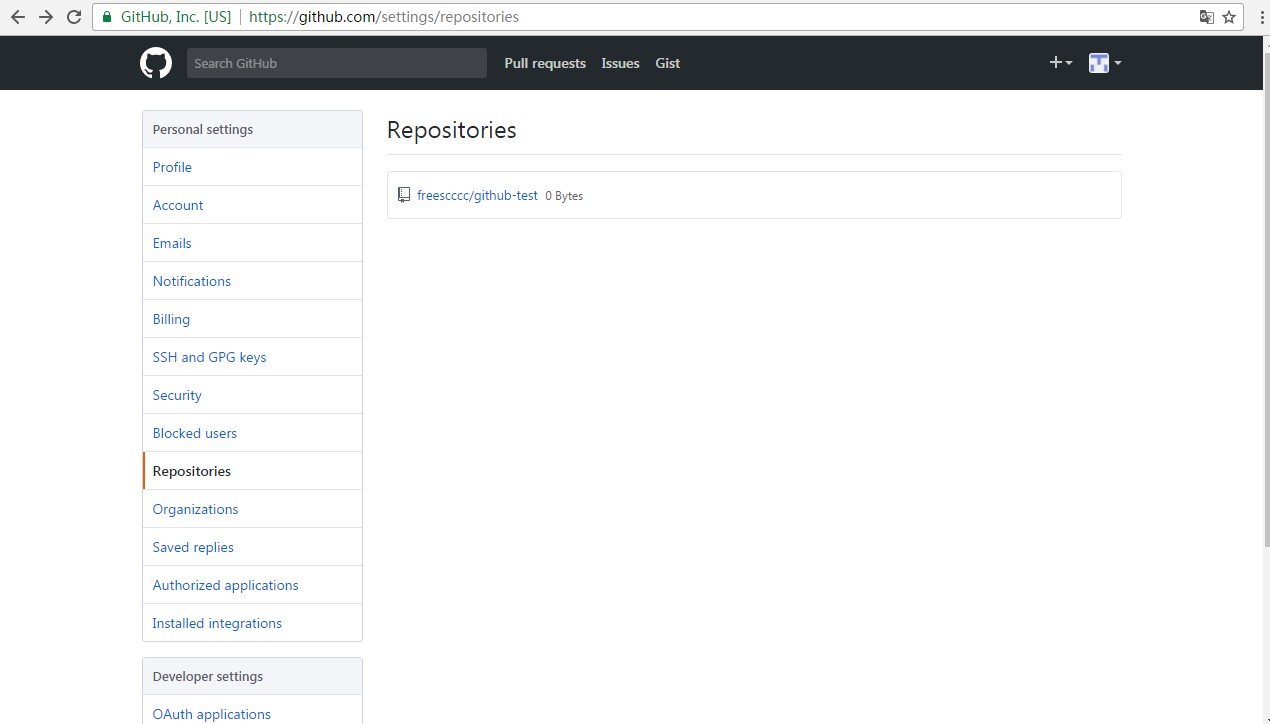 GitHub, Inc. [US] https://github.com/settings/repositories
Search GitHub Pull requests Issues Gist
Personal settings
Profile
Account
Emails
Notifications
Billing
SSH and GPG keys
Security
Blocked users
Repositories
Organizations
Saved replies
Authorized applications
Installed integrations
Developer settings
OAuth applications
Repositories
freescccc/github-test 0 Bytes